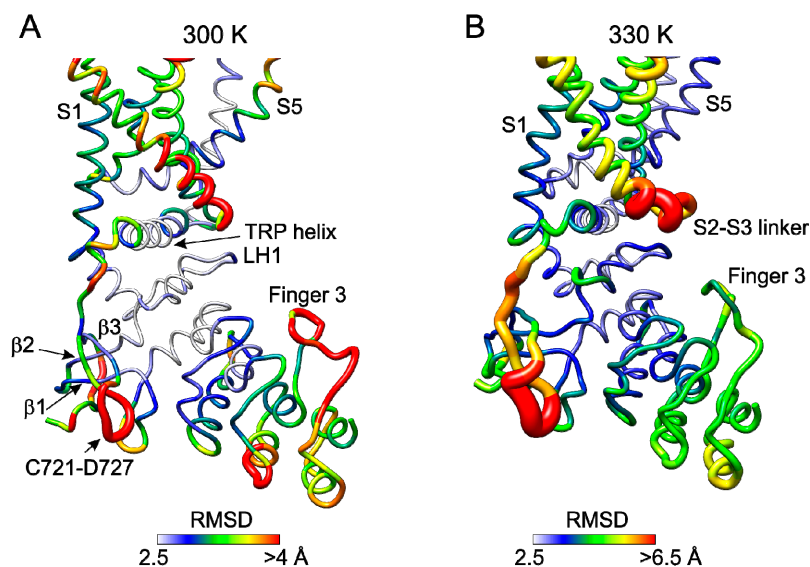 A
300 K
S1
S5
TRP helix
LH1
Finger 3
β3
β2
β1
C721-D727
RMSD
2.5
>4 Å
B
330 K
S1
S5
S2-S3 linker
Finger 3
RMSD
2.5
>6.5 Å